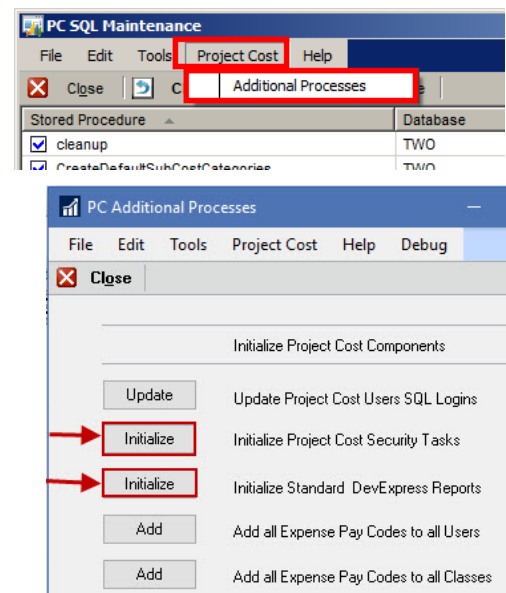 PC SQL Maintenance
File Edit Tools Project Cost Help
Close C Additional Processes e
Stored Procedure Database
cleanup TWO
CreateDefaultSubCostCategories TWO
PC Additional Processes
File Edit Tools Project Cost Help Debug
Close
Initialize Project Cost Components
Update Update Project Cost Users SQL Logins
Initialize Initialize Project Cost Security Tasks
Initialize Initialize Standard DevExpress Reports
Add Add all Expense Pay Codes to all Users
Add Add all Expense Pay Codes to all Classes